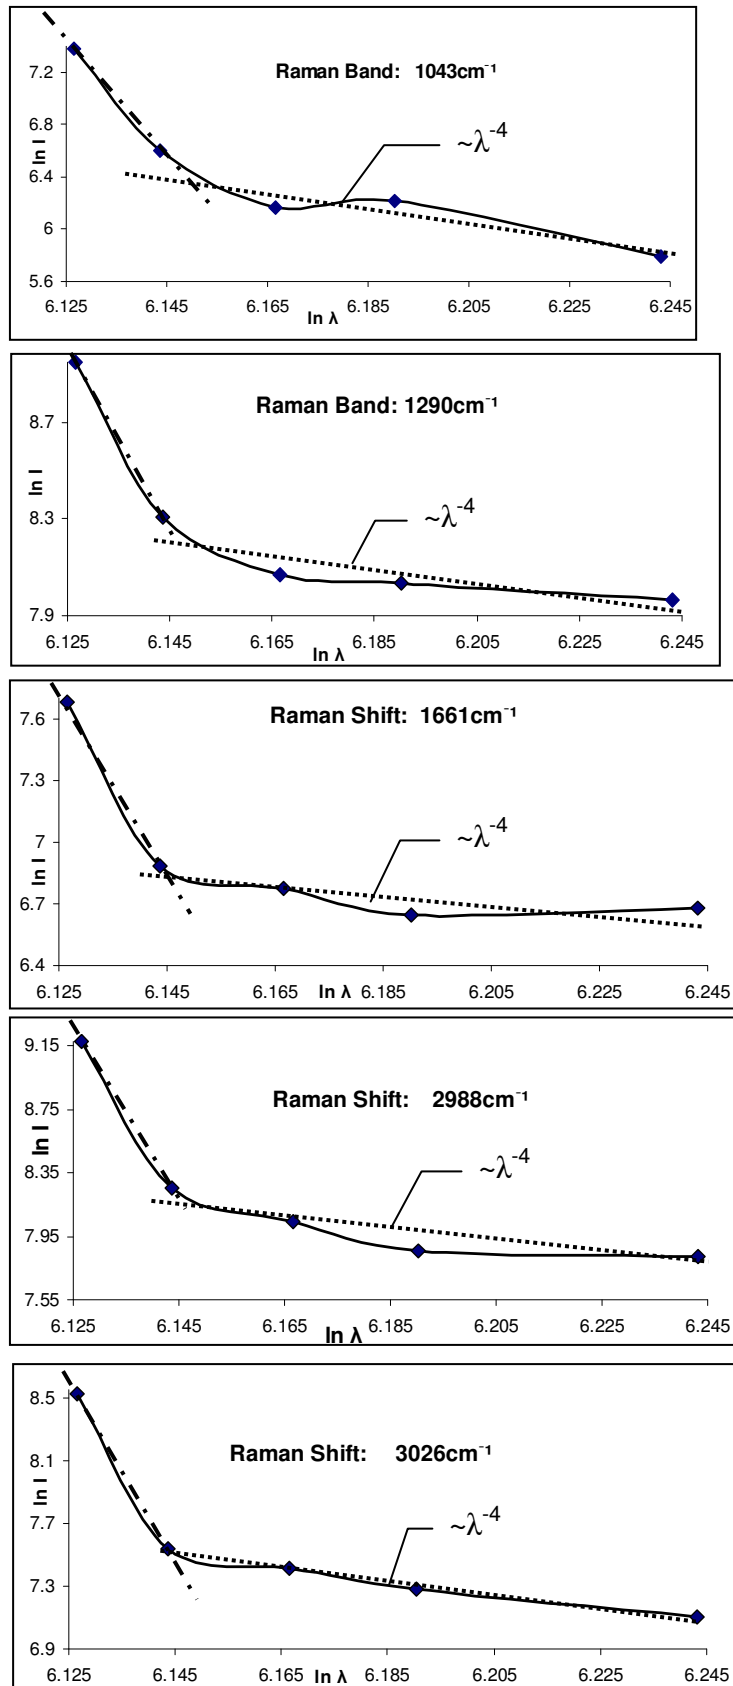 Raman Band: 1043cm⁻¹
7.2
6.8
6.4
6
5.6
ln I
~λ⁻⁴
6.125 6.145 6.165 6.185 6.205 6.225 6.245
ln λ
Raman Band: 1290cm⁻¹
8.7
8.3
7.9
ln I
~λ⁻⁴
6.125 6.145 6.165 6.185 6.205 6.225 6.245
ln λ
Raman Shift: 1661cm⁻¹
7.6
7.3
7
6.7
6.4
ln I
~λ⁻⁴
6.125 6.145 6.165 ln λ 6.185 6.205 6.225 6.245
Raman Shift: 2988cm⁻¹
9.15
8.75
8.35
7.95
7.55
ln I
~λ⁻⁴
6.125 6.145 6.165 6.185 6.205 6.225 6.245
ln λ
Raman Shift: 3026cm⁻¹
8.5
8.1
7.7
7.3
6.9
ln I
~λ⁻⁴
6.125 6.145 6.165 ln λ 6.185 6.205 6.225 6.245